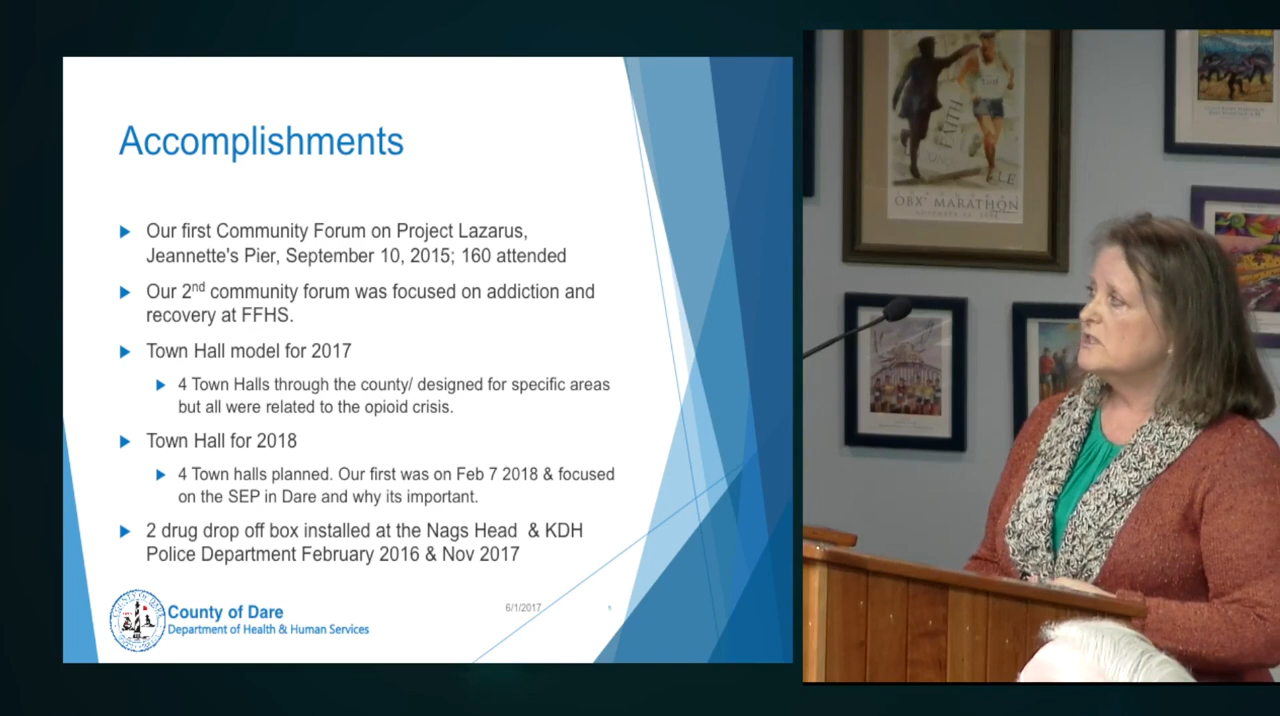 Accomplishments
Our first Community Forum on Project Lazarus,
Jeannette's Pier, September 10, 2015; 160 attended
Our 2nd community forum was focused on addiction and
recovery at FFHS.
Town Hall model for 2017
4 Town Halls through the county/ designed for specific areas
but all were related to the opioid crisis.
Town Hall for 2018
4 Town halls planned. Our first was on Feb 7 2018 & focused
on the SEP in Dare and why its important.
2 drug drop off box installed at the Nags Head & KDH
Police Department February 2016 & Nov 2017
County of Dare
Department of Health & Human Services
6/1/2017
FAITH
OBX MARATHON